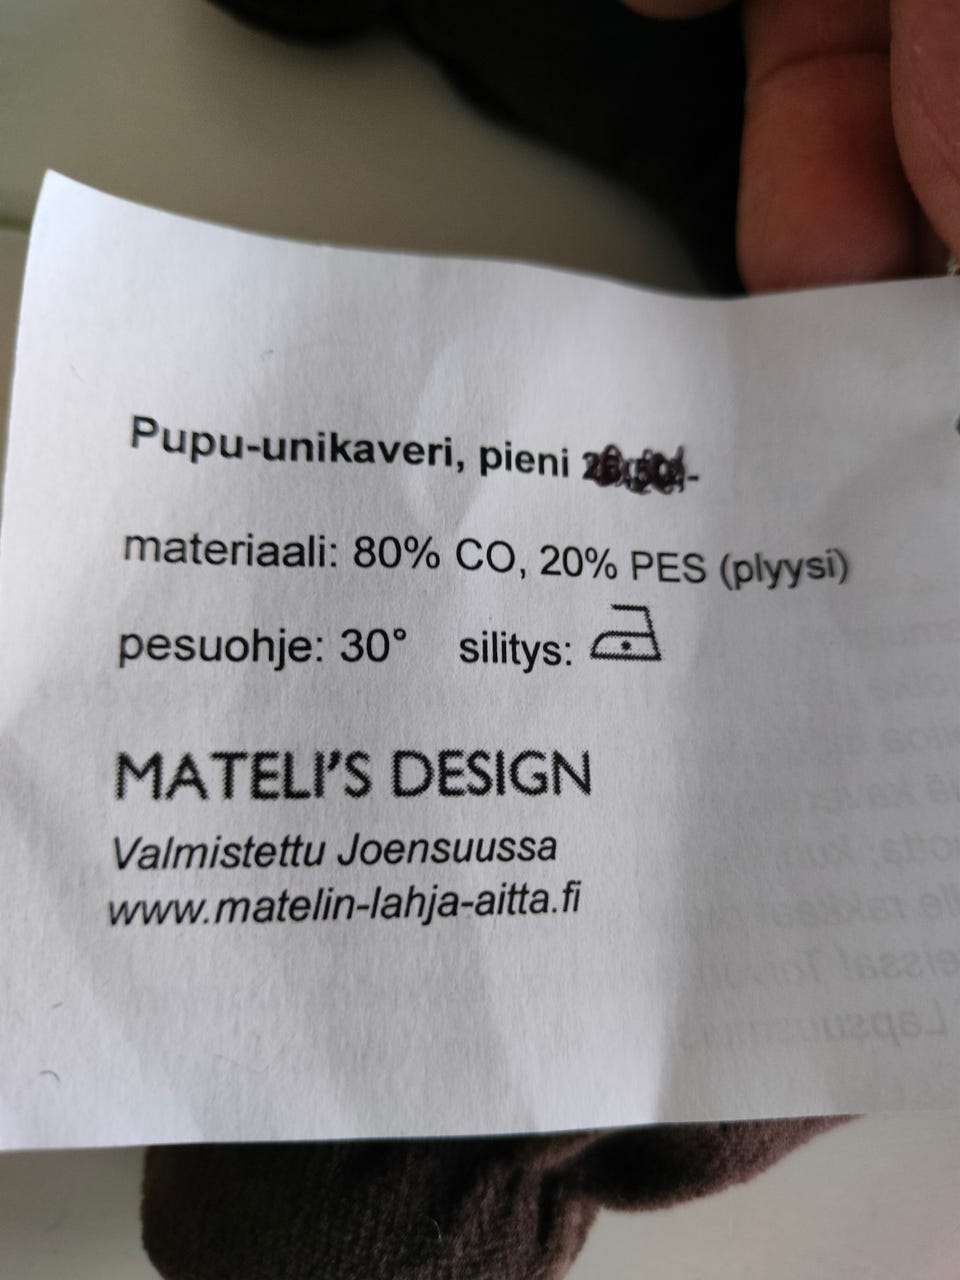 Pupu-unikaveri, pieni
materiaali: 80% CO, 20% PES (plyysi)
pesuohje: 30° silitys:
MATELI'S DESIGN
Valmistettu Joensuussa
www.matelin-lahja-aitta.fi